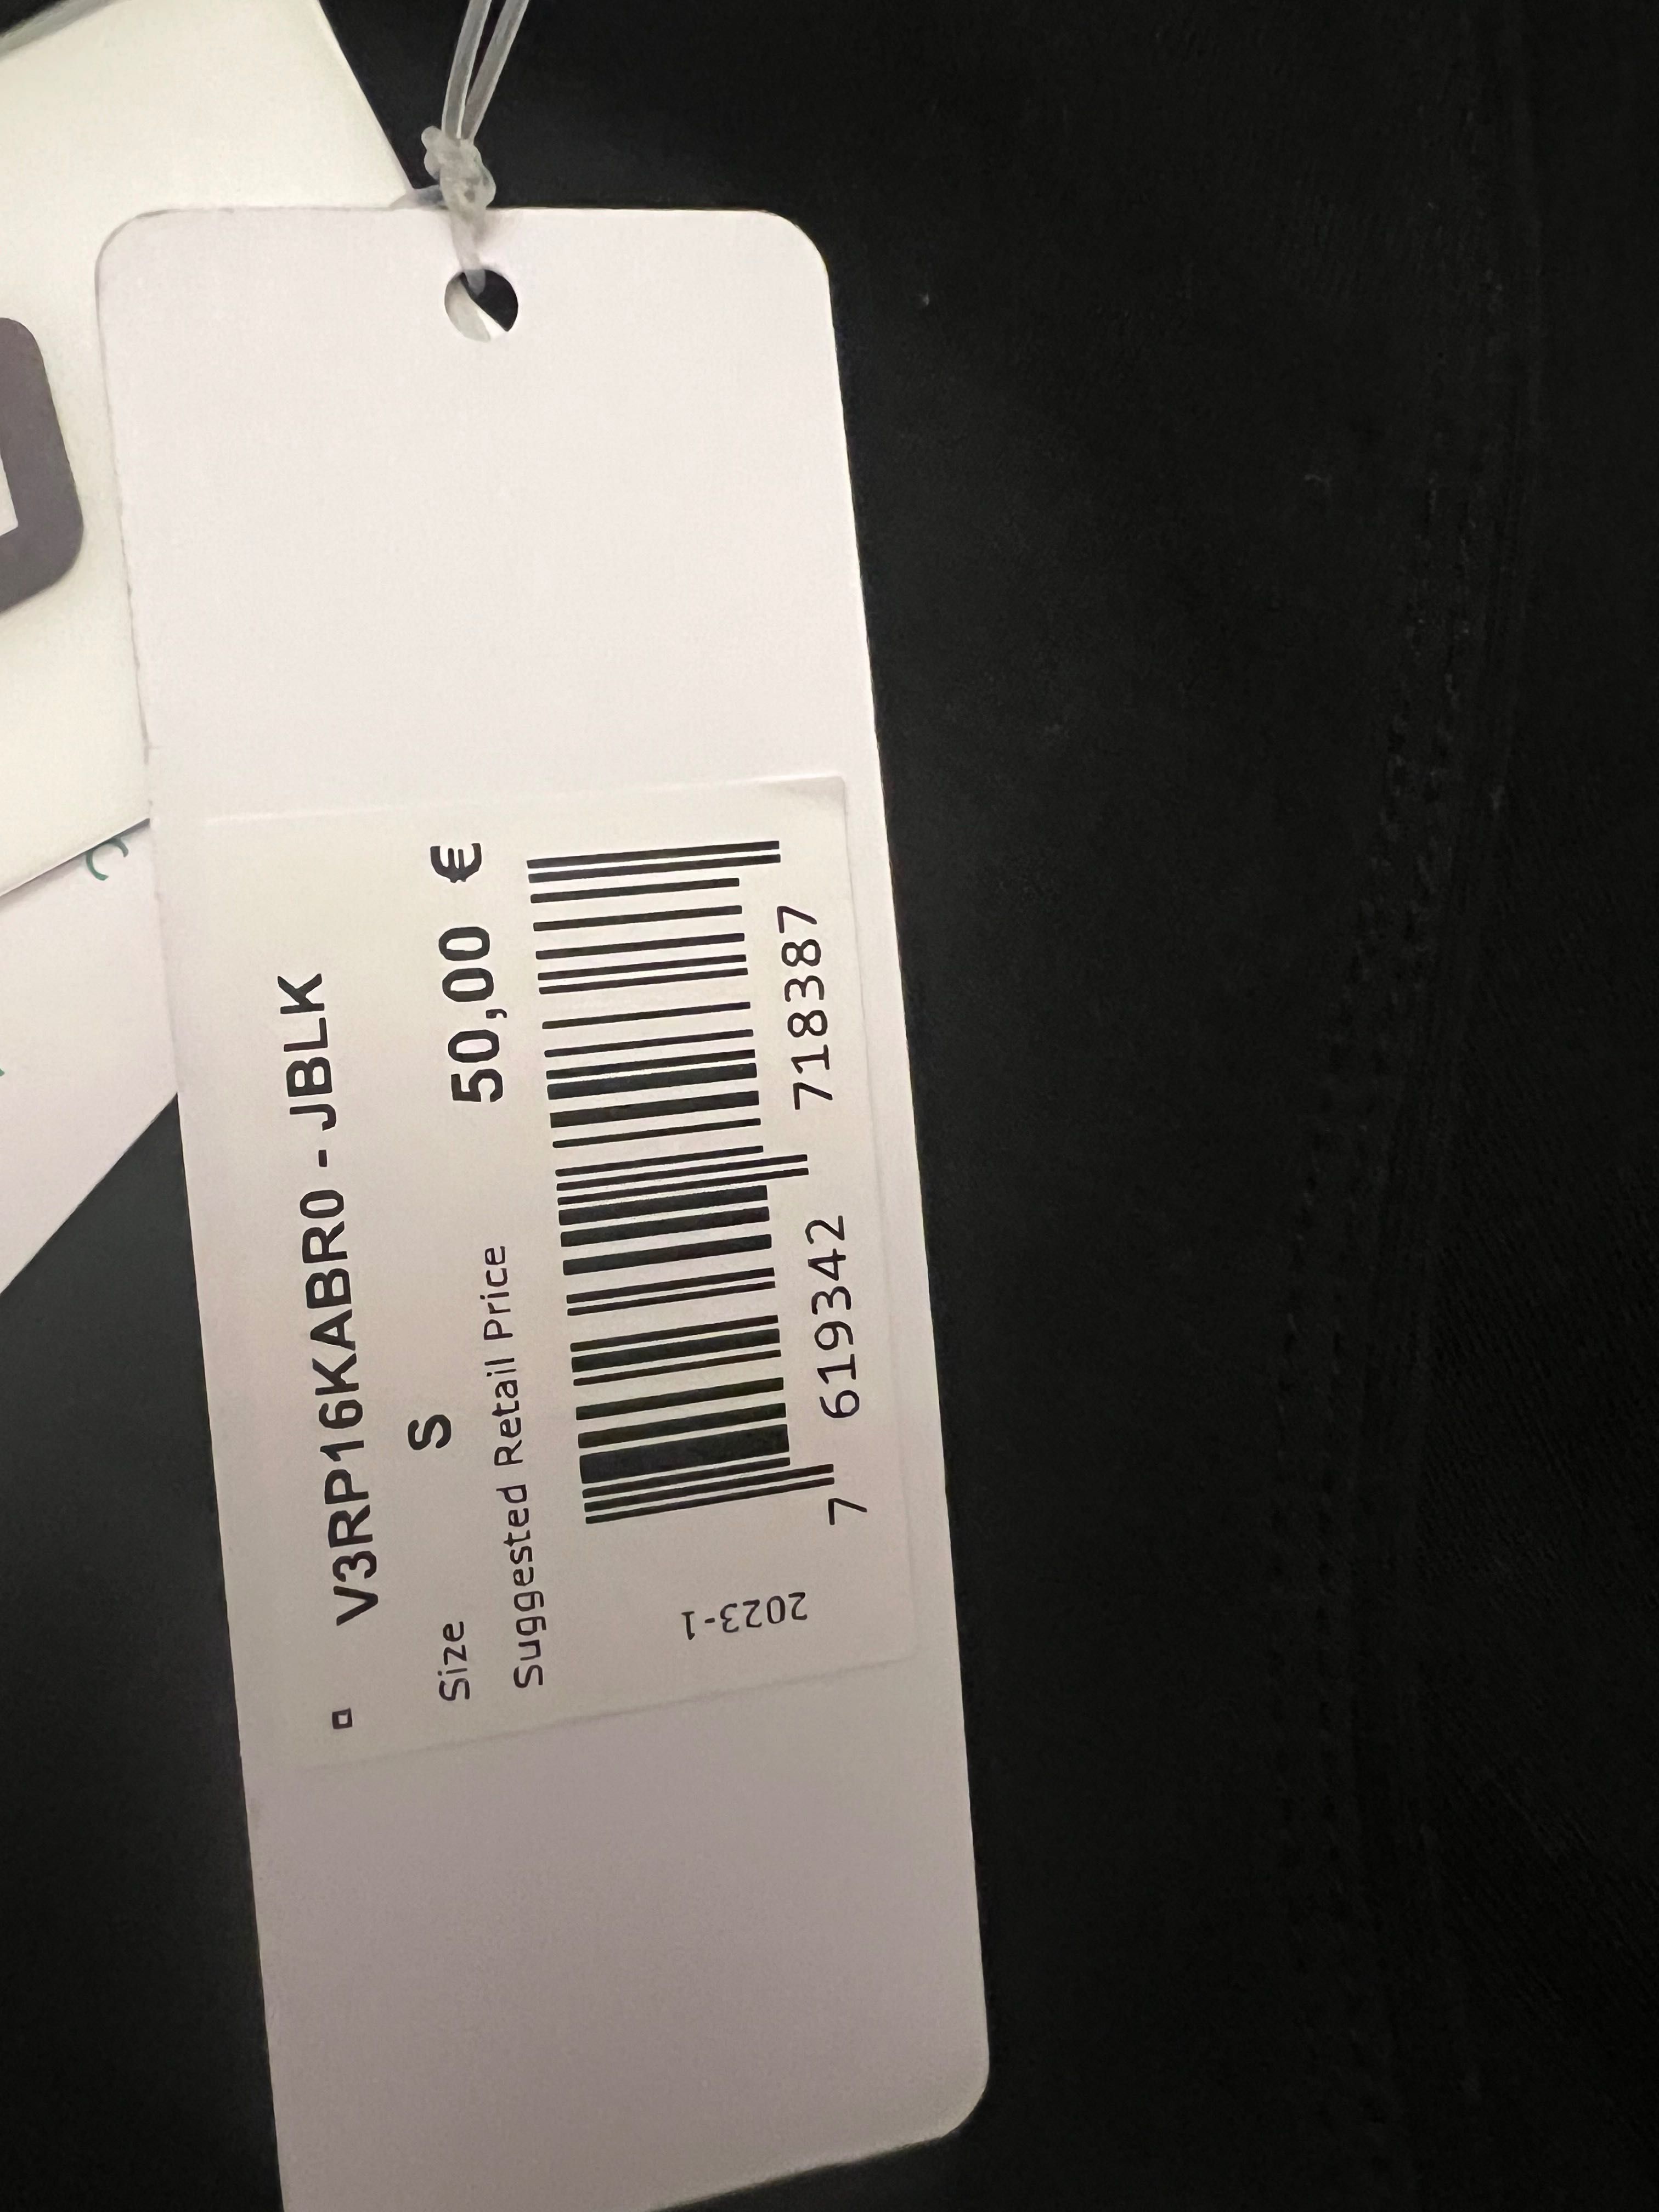 V3RP16KABR0 - JBLK
Size S
Suggested Retail Price 50,00 €
7 619342 718387
2023-1